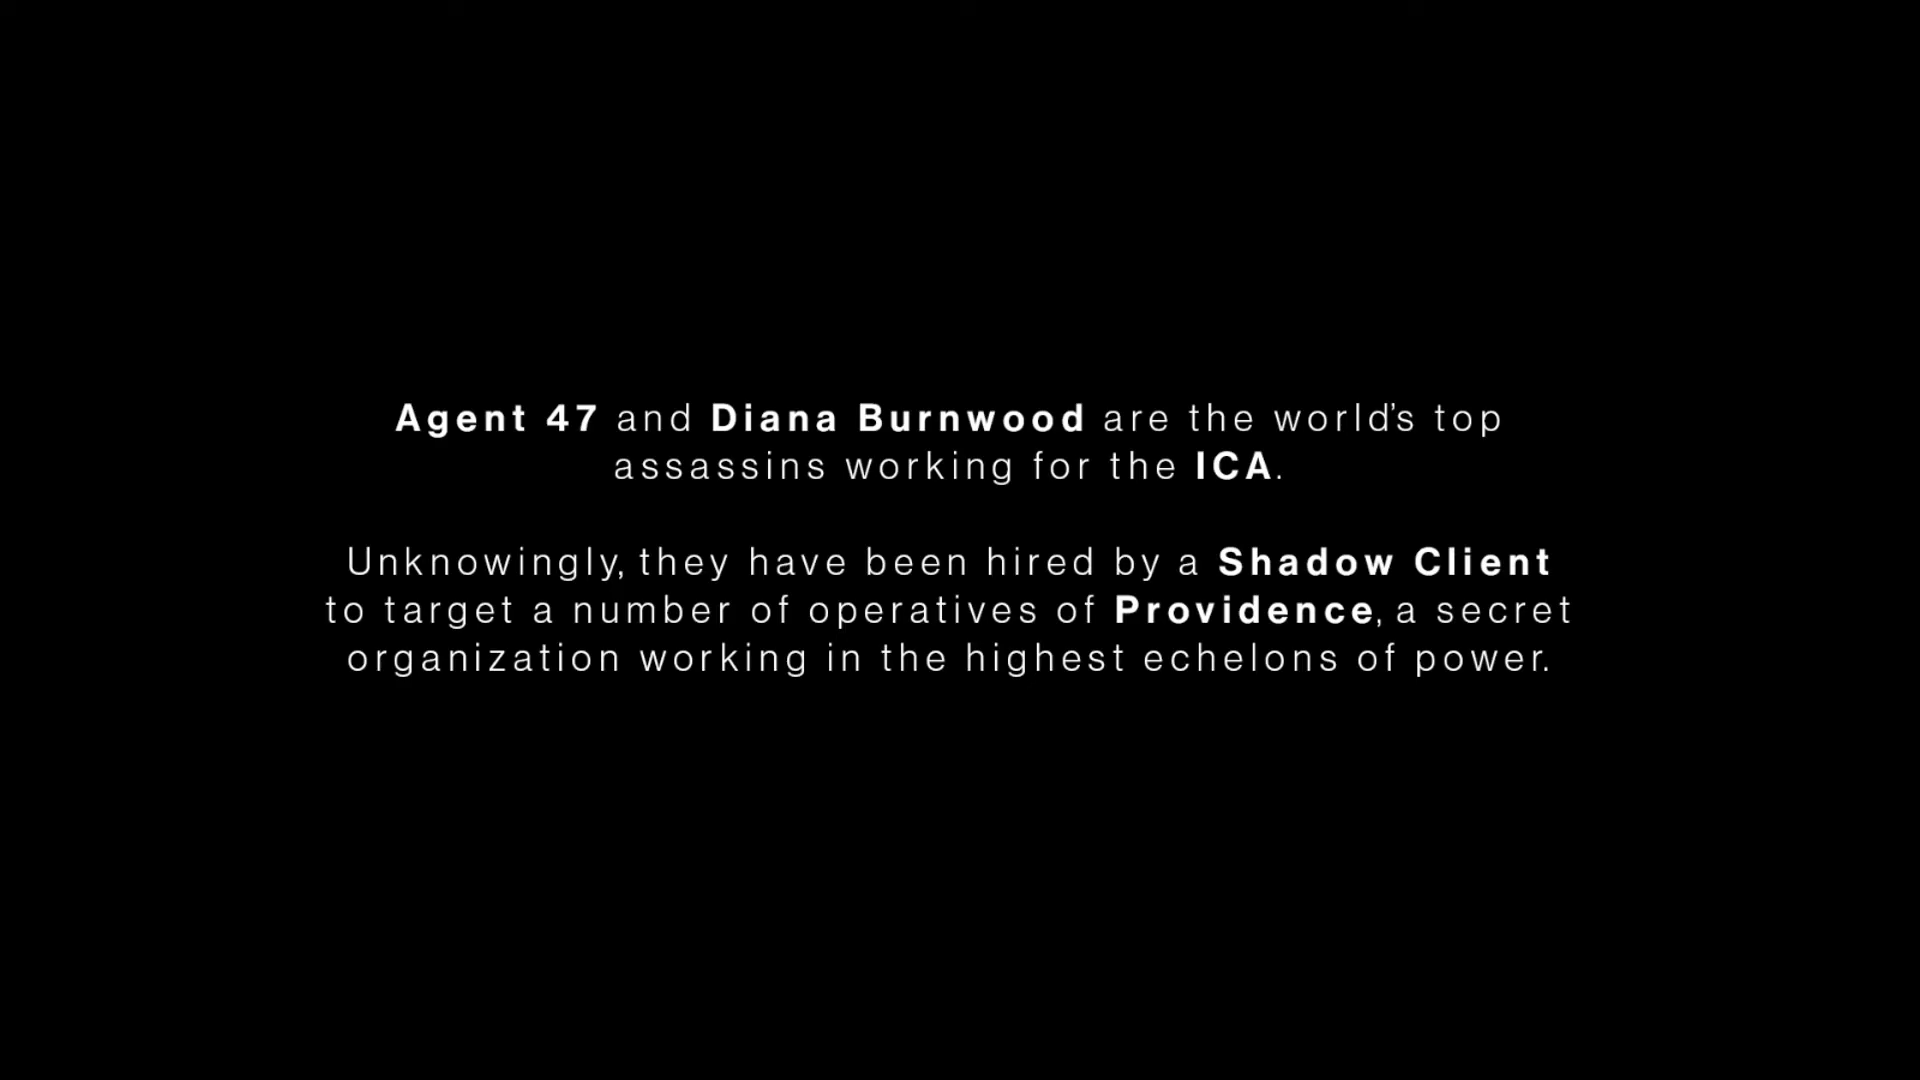 Agent 47 and Diana Burnwood are the world’s top
assassins working for the ICA.
Unknowingly, they have been hired by a Shadow Client
to target a number of operatives of Providence, a secret
organization working in the highest echelons of power.